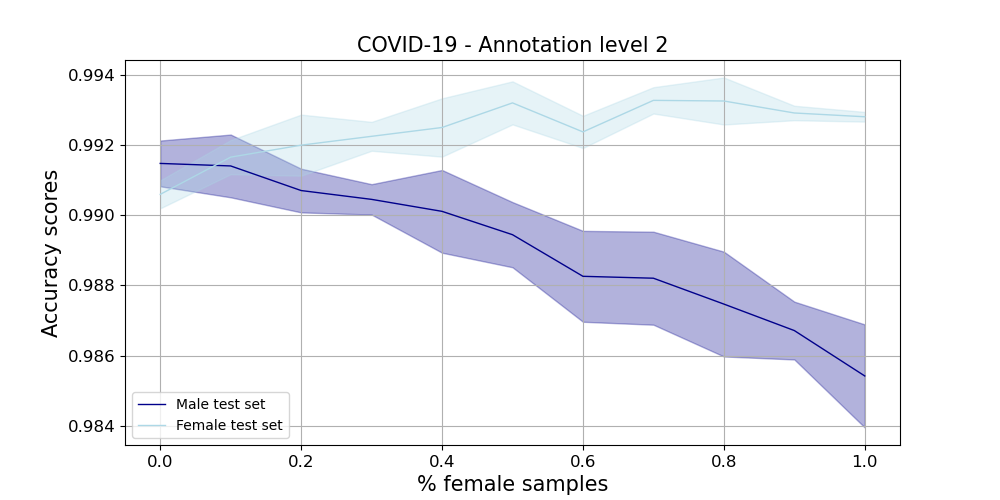 COVID-19 - Annotation level 2
Accuracy scores
0.994
0.992
0.990
0.988
0.986
0.984
Male test set
Female test set
0.0 0.2 0.4 0.6 0.8 1.0
% female samples